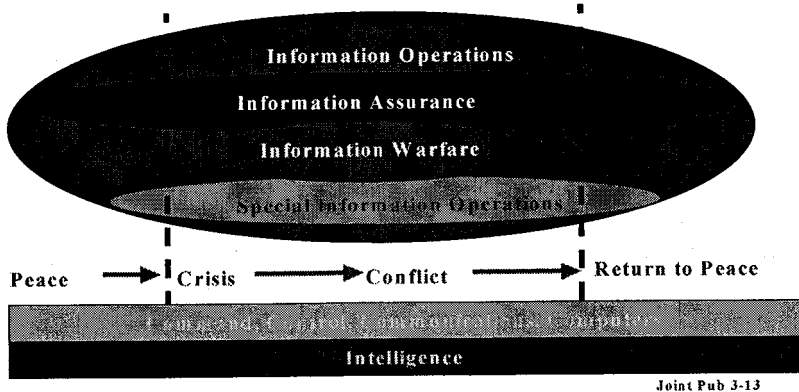 Information Operations
Information Assurance
Information Warfare
Special Information Operations
Peace Crisis Conflict Return to Peace
Command, Control, Communications, Computers
Intelligence
Joint Pub 3-13